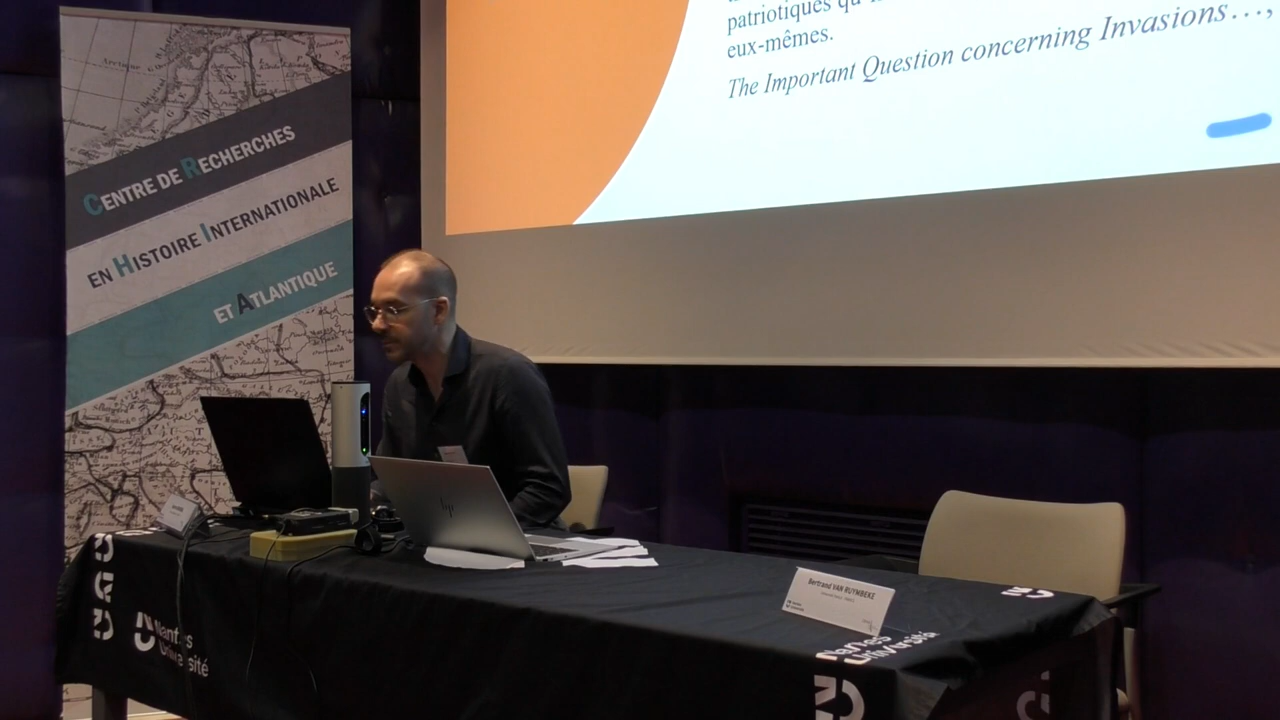 CENTRE DE RECHERCHES
EN HISTOIRE INTERNATIONALE
ET ATLANTIQUE
patriotiques
eux-mêmes.
The Important Question concerning Invasions…,
hp
Bertrand VAN RUYMBEKE
Nantes
Université
Nantes
Université